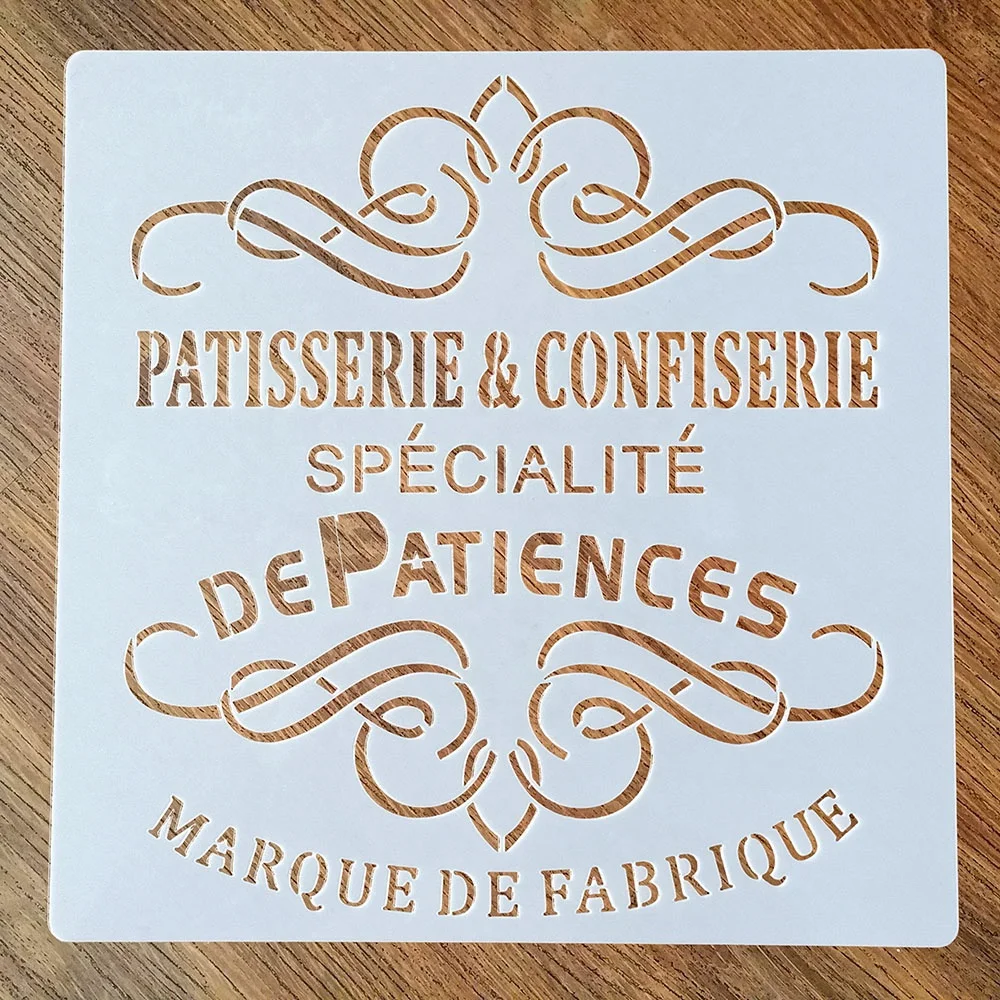 PATISSERIE & CONFISERIE
SPÉCIALITÉ
DEPATIENCES
MARQUE DE FABRIQUE